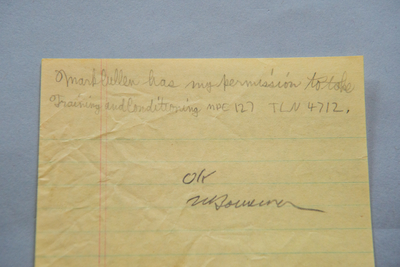 Mark Bullen has my permission to take
Training and Conditioning MPE 127 TLN 4712.
OK